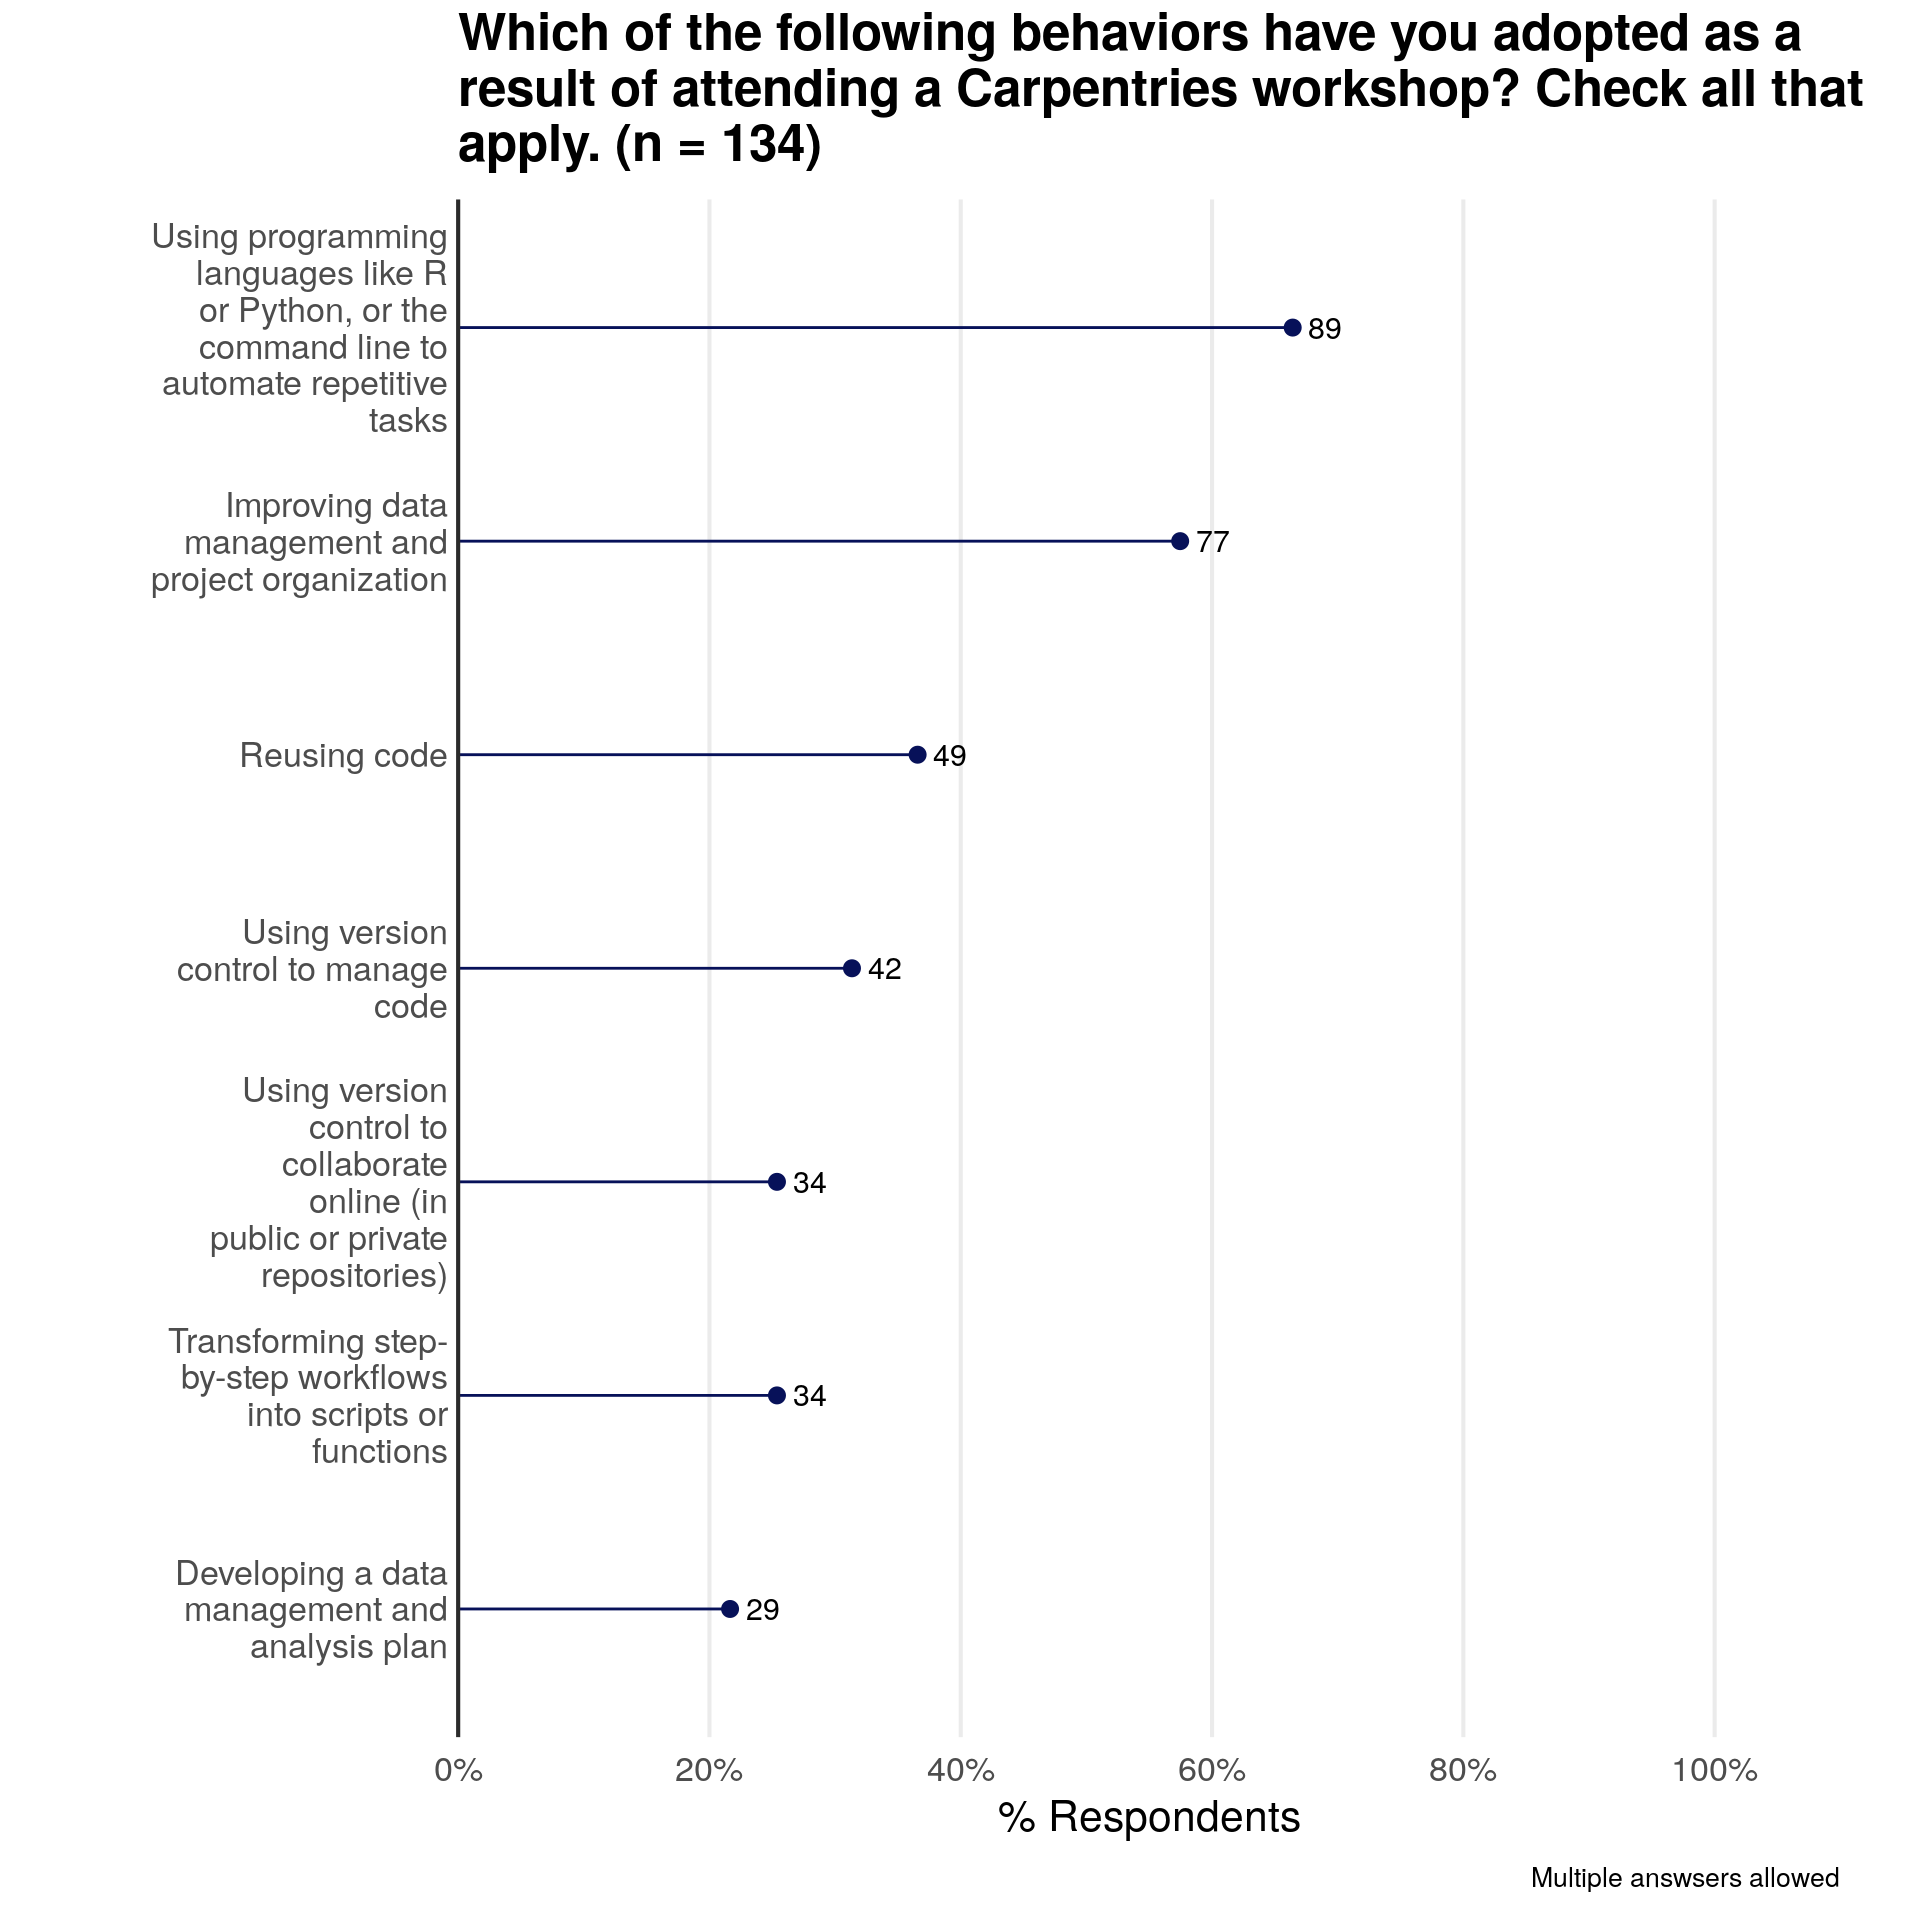 Which of the following behaviors have you adopted as a
result of attending a Carpentries workshop? Check all that
apply. (n = 134)
Using programming
languages like R
or Python, or the
command line to
automate repetitive
tasks
89
Improving data
management and
project organization
77
Reusing code
49
Using version
control to manage
code
42
Using version
control to
collaborate
online (in
public or private
repositories)
34
Transforming step-
by-step workflows
into scripts or
functions
34
Developing a data
management and
analysis plan
29
0% 20% 40% 60% 80% 100%
% Respondents
Multiple answsers allowed